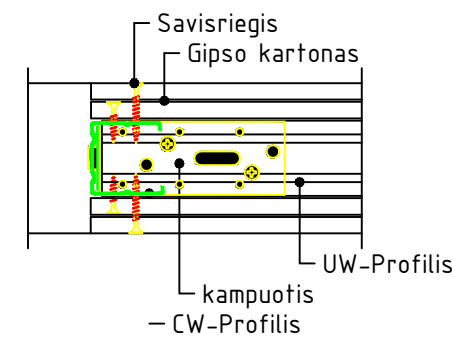 Savisriegis
Gipso kartonas
UW-Profilis
kampuotis
CW-Profilis